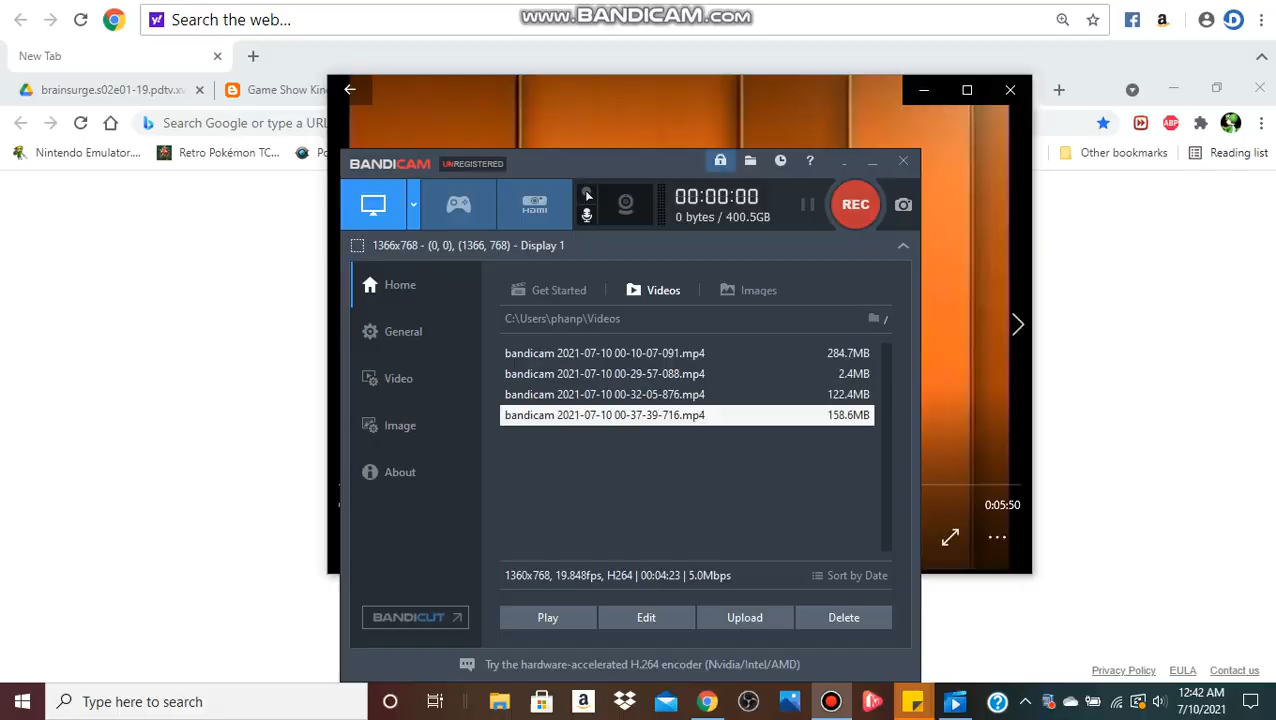 Search the web...
www.BANDICAM.com
New Tab
brainsurge.s02e01-19.pdtv.xv
Game Show Kin
Search Google or type a URL
Nintendo Emulator...
Retro Pokémon TC...
Po
Other bookmarks
Reading list
BANDICAM UNREGISTERED
HDMI
00:00:00
0 bytes / 400.5GB
REC
1366x768 - (0, 0), (1366, 768) - Display 1
Home
General
Video
Image
About
BANDICUT
Get Started
Videos
Images
C:\Users\phanp\Videos
bandicam 2021-07-10 00-10-07-091.mp4 284.7MB
bandicam 2021-07-10 00-29-57-088.mp4 2.4MB
bandicam 2021-07-10 00-32-05-876.mp4 122.4MB
bandicam 2021-07-10 00-37-39-716.mp4 158.6MB
1360x768, 19.848fps, H264 | 00:04:23 | 5.0Mbps
Sort by Date
Play Edit Upload Delete
Try the hardware-accelerated H.264 encoder (Nvidia/Intel/AMD)
0:05:50
Privacy Policy EULA Contact us
Type here to search
12:42 AM
7/10/2021